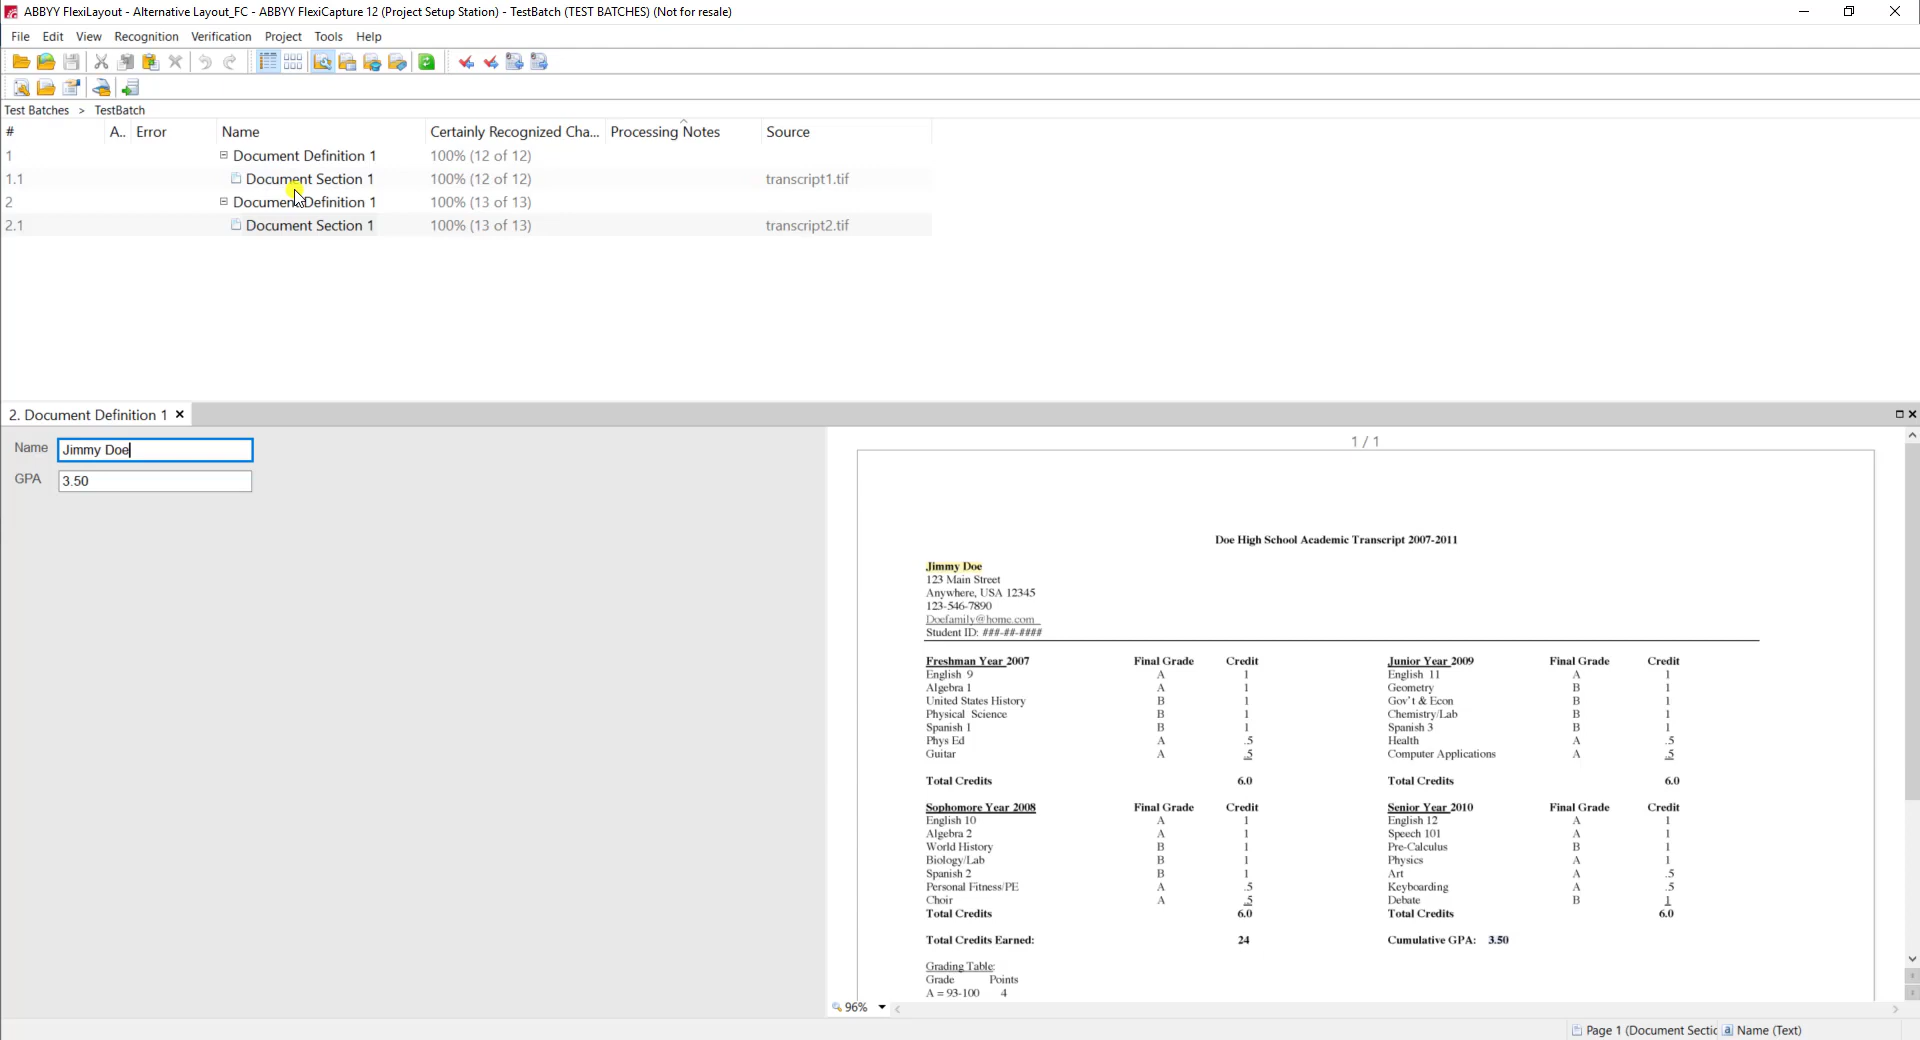 ABBYY FlexiLayout - Alternative Layout_FC - ABBYY FlexiCapture 12 (Project Setup Station) - TestBatch (TEST BATCHES) (Not for resale)
File Edit View Recognition Verification Project Tools Help
Test Batches > TestBatch
# A.. Error Name Certainly Recognized Cha... Processing Notes Source
1 Document Definition 1 100% (12 of 12)
1.1 Document Section 1 100% (12 of 12) transcript1.tif
2 Document Definition 1 100% (13 of 13)
2.1 Document Section 1 100% (13 of 13) transcript2.tif
2. Document Definition 1
Name Jimmy Doe
GPA 3.50
1 / 1
Doe High School Academic Transcript 2007-2011
Jimmy Doe
123 Main Street
Anywhere, USA 12345
123-546-7890
Doefamily@home.com
Student ID: ###-##-####
Freshman Year 2007 Final Grade Credit Junior Year 2009 Final Grade Credit
English 9 A 1 English 11 A 1
Algebra 1 A 1 Geometry B 1
United States History B 1 Gov't & Econ B 1
Physical Science B 1 Chemistry/Lab B 1
Spanish 1 B 1 Spanish 3 B 1
Phys Ed A .5 Health A .5
Guitar A .5 Computer Applications A .5
Total Credits 6.0 Total Credits 6.0
Sophomore Year 2008 Final Grade Credit Senior Year 2010 Final Grade Credit
English 10 A 1 English 12 A 1
Algebra 2 A 1 Speech 101 A 1
World History B 1 Pre-Calculus B 1
Biology/Lab B 1 Physics A 1
Spanish 2 B 1 Art A .5
Personal Fitness/PE A .5 Keyboarding A .5
Choir A .5 Debate B 1
Total Credits 6.0 Total Credits 6.0
Total Credits Earned: 24 Cumulative GPA: 3.50
Grading Table:
Grade Points
A = 93-100 4
96%
Page 1 (Document Sectic Name (Text)